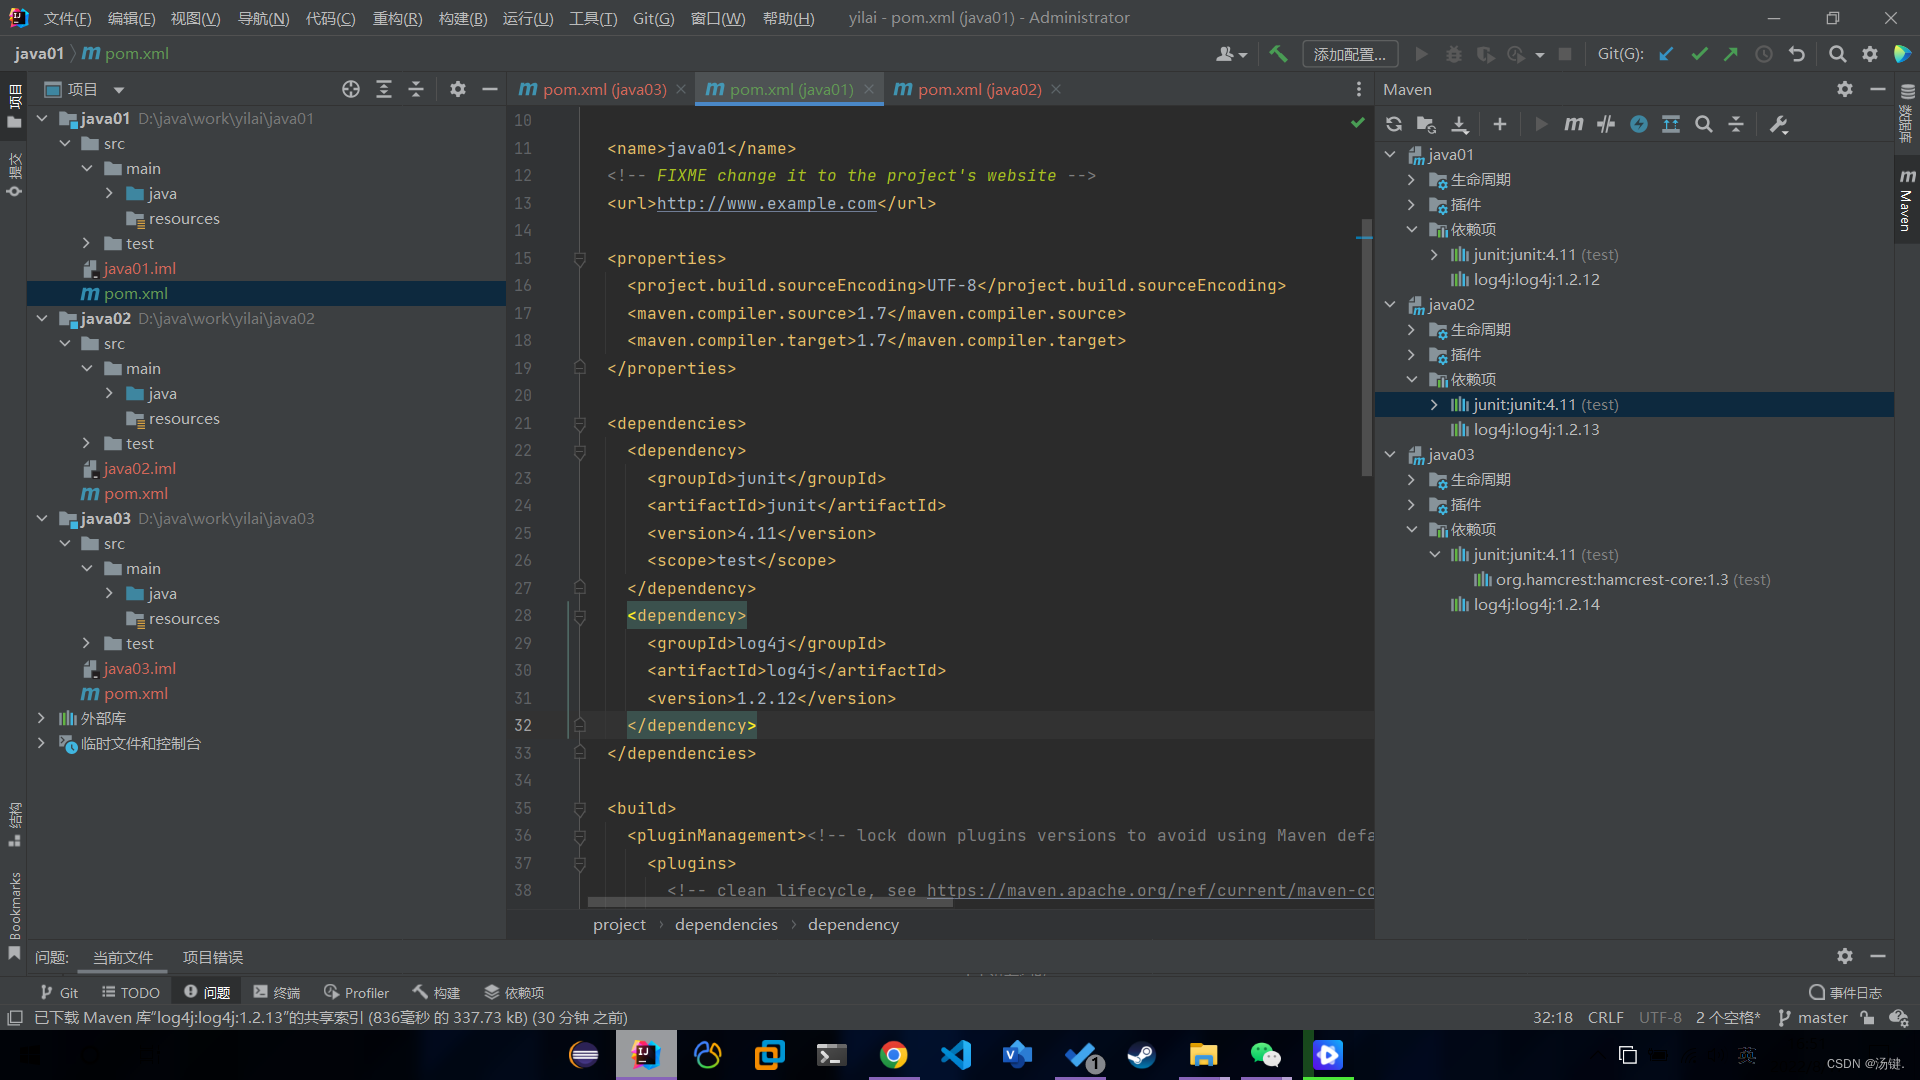 文件(F) 编辑(E) 视图(V) 导航(N) 代码(C) 重构(R) 构建(B) 运行(U) 工具(T) Git(G) 窗口(W) 帮助(H) yilai - pom.xml (java01) - Administrator
java01 pom.xml 添加配置... Git(G):
项目
pom.xml (java03) pom.xml (java01) pom.xml (java02)
Maven
项目
提交
结构
Bookmarks
java01 D:\java\work\yilai\java01
src
main
java
resources
test
java01.iml
pom.xml
java02 D:\java\work\yilai\java02
src
main
java
resources
test
java02.iml
pom.xml
java03 D:\java\work\yilai\java03
src
main
java
resources
test
java03.iml
pom.xml
外部库
临时文件和控制台
10
11 <name>java01</name>
12 <!-- FIXME change it to the project's website -->
13 <url>http://www.example.com</url>
14
15 <properties>
16 <project.build.sourceEncoding>UTF-8</project.build.sourceEncoding>
17 <maven.compiler.source>1.7</maven.compiler.source>
18 <maven.compiler.target>1.7</maven.compiler.target>
19 </properties>
20
21 <dependencies>
22 <dependency>
23 <groupId>junit</groupId>
24 <artifactId>junit</artifactId>
25 <version>4.11</version>
26 <scope>test</scope>
27 </dependency>
28 <dependency>
29 <groupId>log4j</groupId>
30 <artifactId>log4j</artifactId>
31 <version>1.2.12</version>
32 </dependency>
33 </dependencies>
34
35 <build>
36 <pluginManagement><!-- lock down plugins versions to avoid using Maven defa
37 <plugins>
38 <!-- clean lifecycle, see https://maven.apache.org/ref/current/maven-co
project › dependencies › dependency
java01
生命周期
插件
依赖项
junit:junit:4.11 (test)
log4j:log4j:1.2.12
java02
生命周期
插件
依赖项
junit:junit:4.11 (test)
log4j:log4j:1.2.13
java03
生命周期
插件
依赖项
junit:junit:4.11 (test)
org.hamcrest:hamcrest-core:1.3 (test)
log4j:log4j:1.2.14
数据库
Maven
问题: 当前文件 项目错误
Git TODO 问题 终端 Profiler 构建 依赖项 事件日志
已下载 Maven 库“log4j:log4j:1.2.13”的共享索引 (836毫秒 的 337.73 kB) (30 分钟 之前) 32:18 CRLF UTF-8 2 个空格* master
1
英
CSDN @汤键.